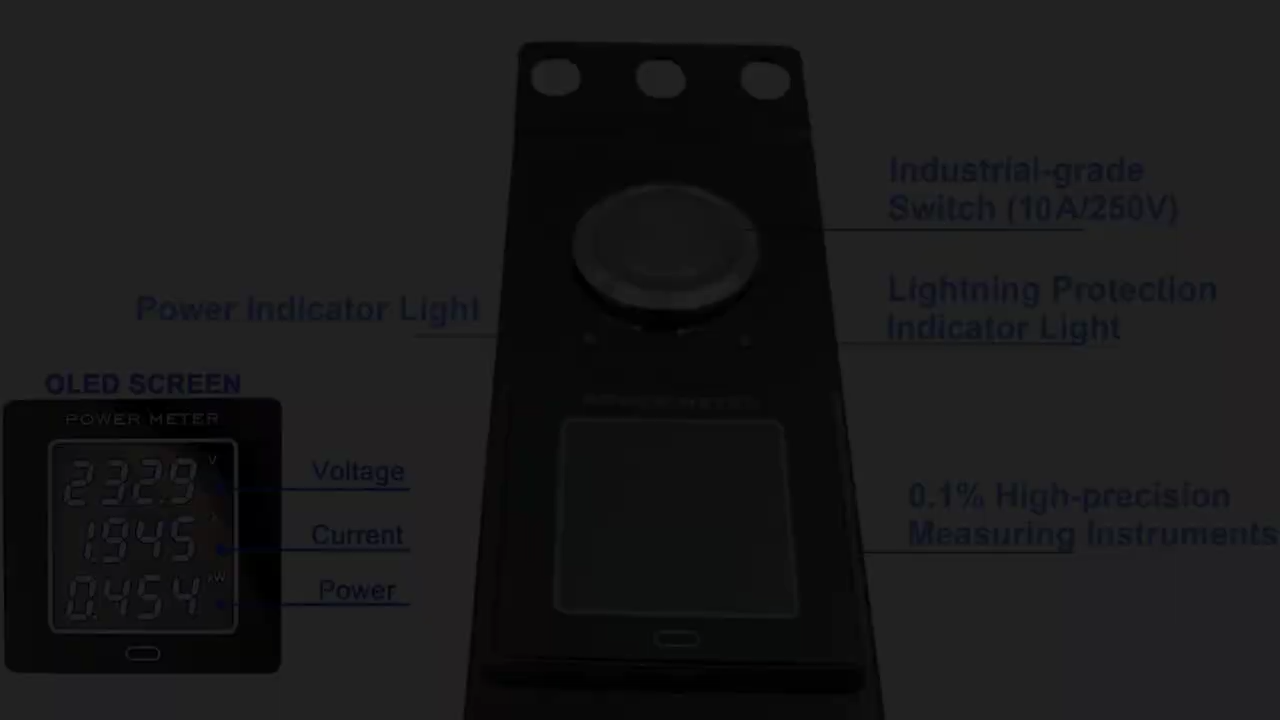 Industrial-grade
Switch (10A/250V)
Lightning Protection
Indicator Light
Power Indicator Light
OLED SCREEN
POWER METER
232.9 V
1.945
0.454 kW
Voltage
Current
Power
0.1% High-precision
Measuring Instruments